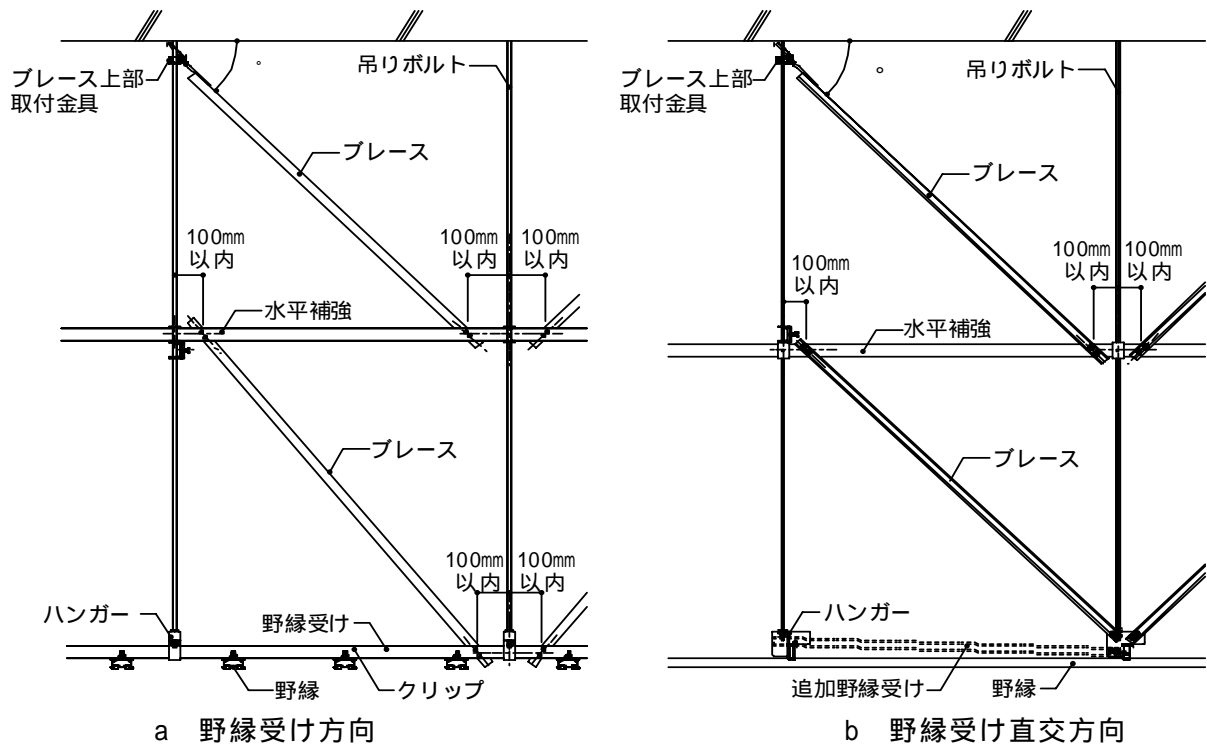 ブレース上部
取付金具
吊りボルト
ブレース
100mm
以内
100mm
以内
100mm
以内
水平補強
ブレース
100mm
以内
100mm
以内
ハンガー
野縁受け
野縁
クリップ
a 野縁受け方向
ブレース上部
取付金具
吊りボルト
ブレース
100mm
以内
100mm
以内
100mm
以内
水平補強
ブレース
ハンガー
追加野縁受け
野縁
b 野縁受け直交方向